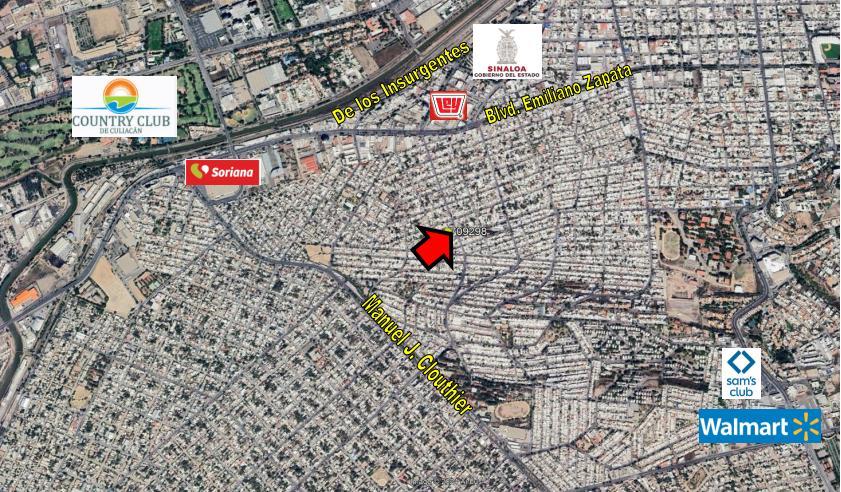 SINALOA
GOBIERNO DEL ESTADO
De los Insurgentes
LEY
Blvd. Emiliano Zapata
COUNTRY CLUB
DE CULIACÁN
Soriana
09298
Manuel J. Clouthier
sam's
club
Walmart